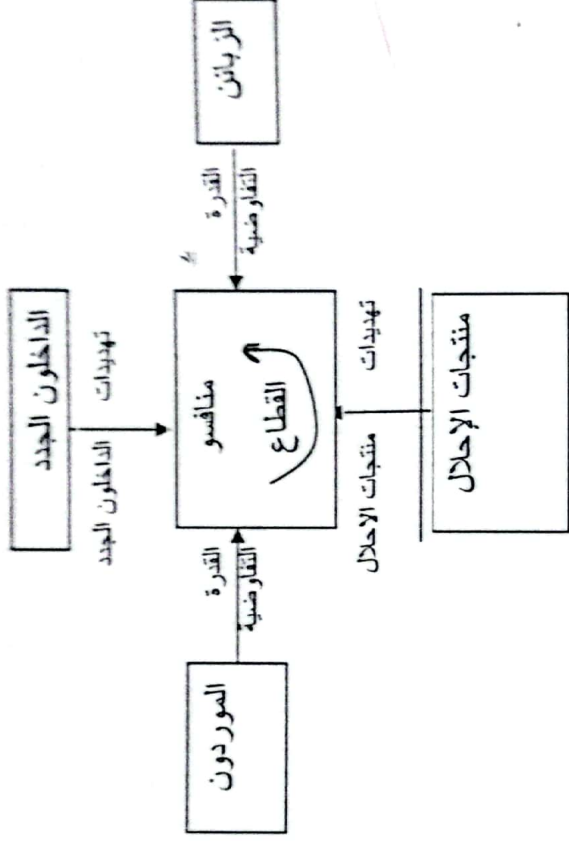 الداخلون الجدد
تهديدات
الداخلون الجدد
الزبائن
القدرة
التفاوضية
منافسو
القطاع
القدرة
التفاوضية
الموردون
تهديدات
منتجات الاحلال
منتجات الإحلال